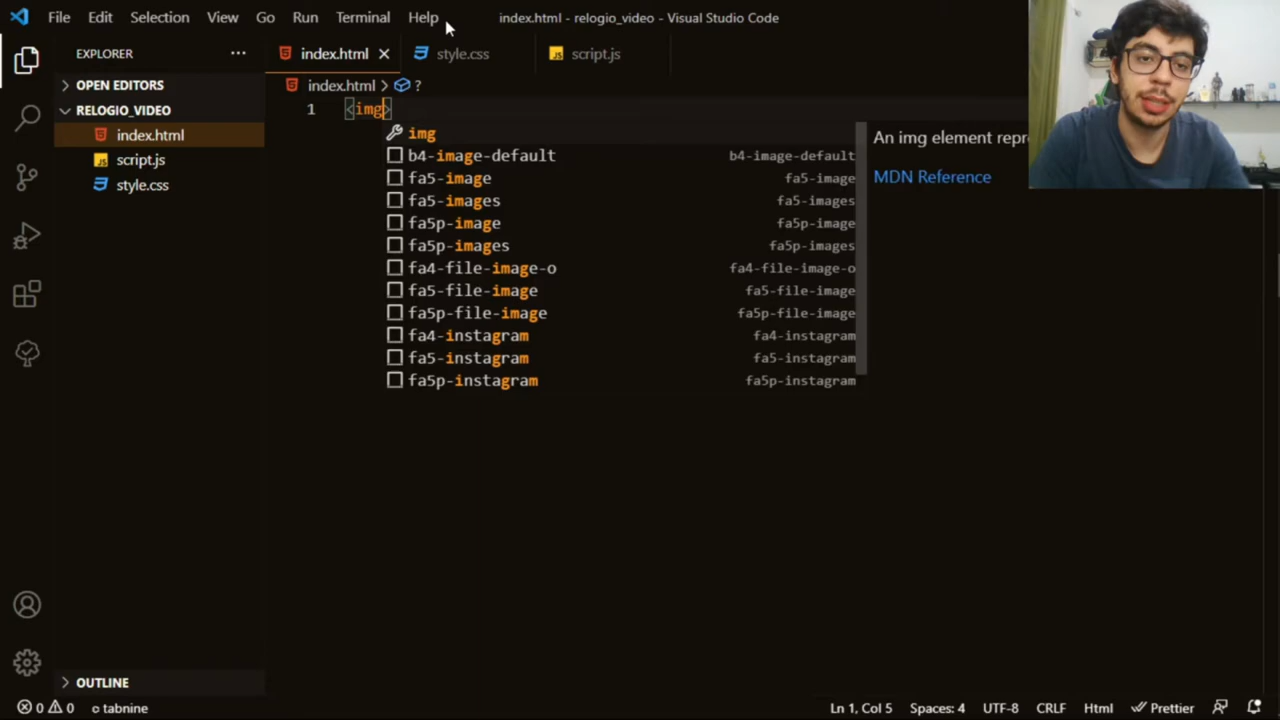 File Edit Selection View Go Run Terminal Help index.html - relogio_video - Visual Studio Code
EXPLORER ··· index.html style.css script.js
OPEN EDITORS
index.html > ?
RELOGIO_VIDEO
1 <img>
index.html
script.js
style.css
img
b4-image-default b4-image-default
fa5-image fa5-image
fa5-images fa5-images
fa5p-image fa5p-image
fa5p-images fa5p-images
fa4-file-image-o fa4-file-image-o
fa5-file-image fa5-file-image
fa5p-file-image fa5p-file-image
fa4-instagram fa4-instagram
fa5-instagram fa5-instagram
fa5p-instagram fa5p-instagram
An img element repr
MDN Reference
OUTLINE
0 0 tabnine Ln 1, Col 5 Spaces: 4 UTF-8 CRLF Html Prettier